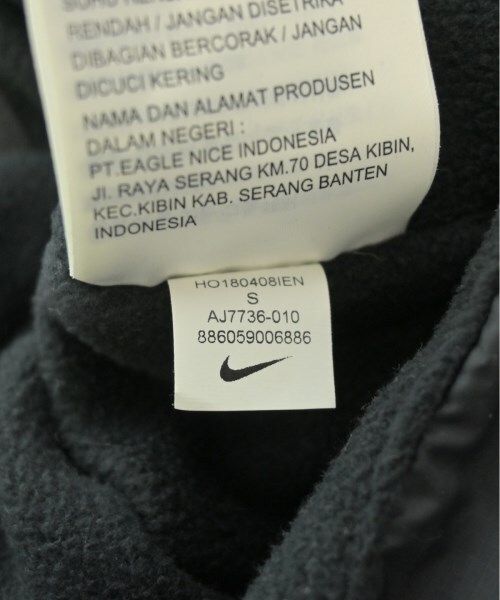 RENDAH / JANGAN DISETRIKA
DIBAGIAN BERCORAK / JANGAN
DICUCI KERING
NAMA DAN ALAMAT PRODUSEN
DALAM NEGERI :
PT.EAGLE NICE INDONESIA
JI. RAYA SERANG KM.70 DESA KIBIN,
KEC.KIBIN KAB. SERANG BANTEN
INDONESIA
HO180408IEN
S
AJ7736-010
886059006886